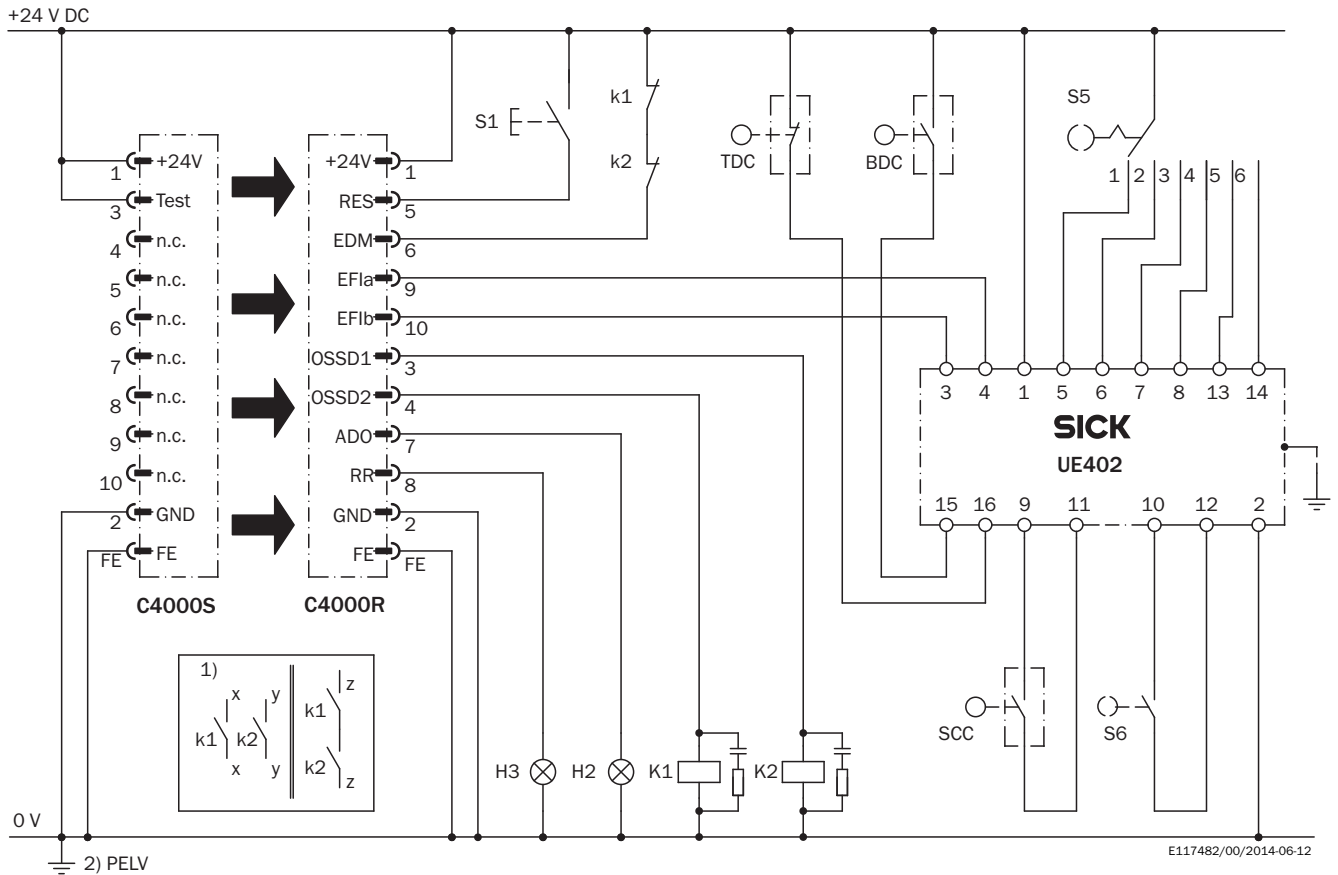 +24 V DC
k1
S5
S1
TDC
BDC
+24V
1
+24V
1
k2
1 2 3 4 5 6
3
Test
RES
5
4
n.c.
EDM
6
5
n.c.
EFIa
9
6
n.c.
EFIb
10
7
n.c.
OSSD1
3
8
n.c.
OSSD2
4
3 4 1 5 6 7 8 13 14
SICK
UE402
9
n.c.
ADO
7
10
n.c.
RR
8
15 16 9 11 10 12 2
2
GND
GND
2
FE
FE
FE
FE
C4000S
C4000R
1)
x
y
z
k1
k2
k1
x
y
k2
z
SCC
S6
H3
H2
K1
K2
0 V
2) PELV
E117482/00/2014-06-12